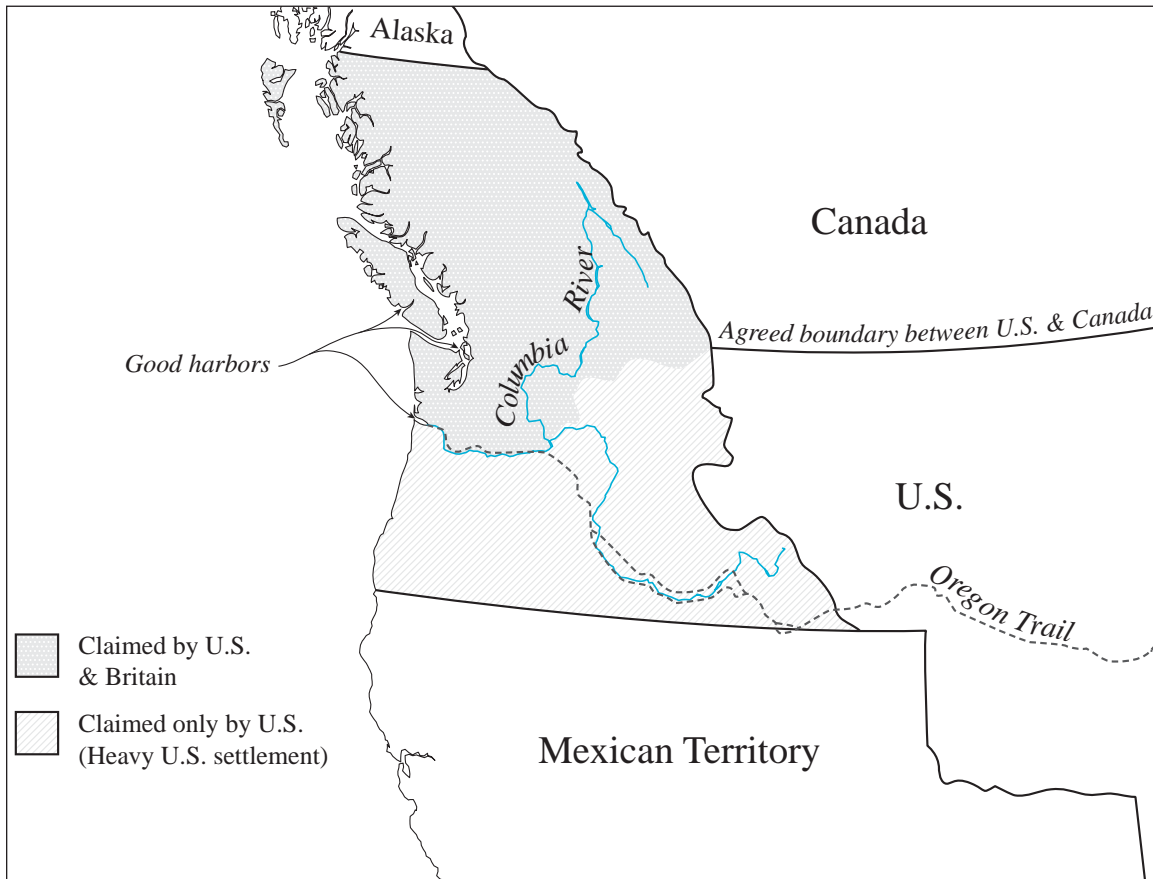 Alaska
Canada
Columbia River
Agreed boundary between U.S. & Canada
Good harbors
U.S.
Oregon Trail
Claimed by U.S.
& Britain
Claimed only by U.S.
(Heavy U.S. settlement)
Mexican Territory